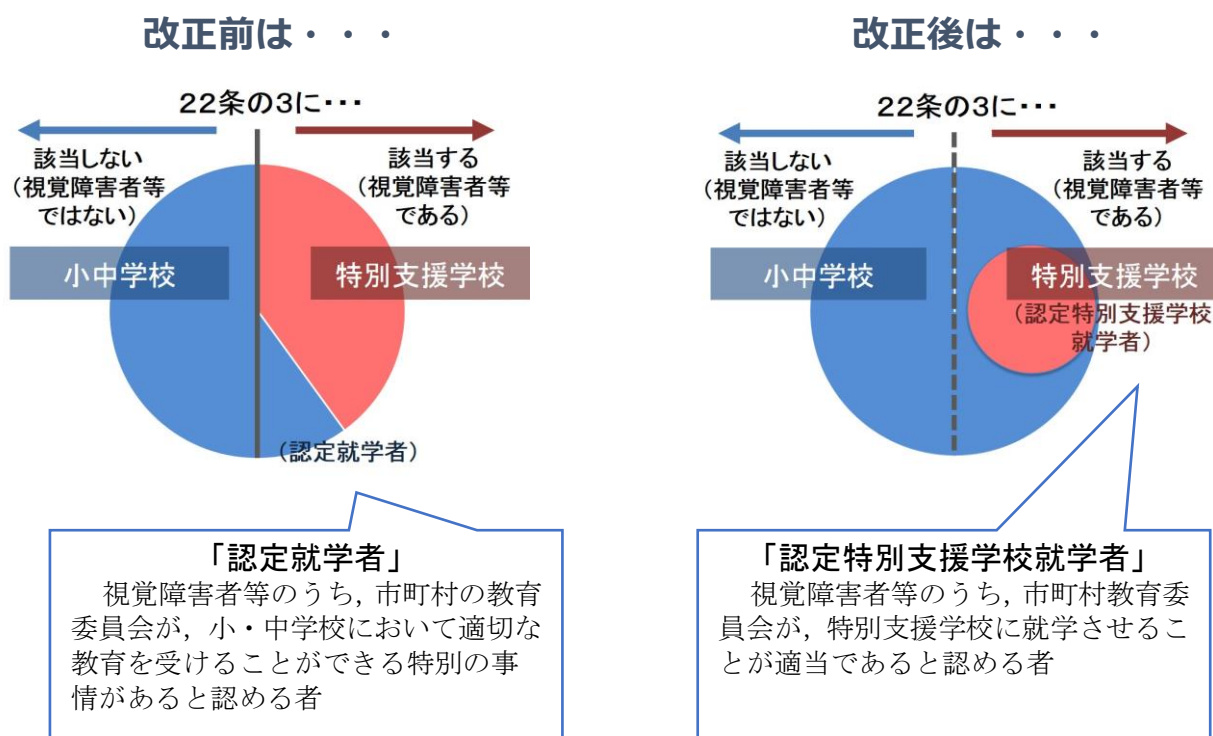 改正前は・・・
22条の3に・・・
該当しない
（視覚障害者等
ではない）
該当する
（視覚障害者等
である）
小中学校
特別支援学校
（認定就学者）
「認定就学者」
視覚障害者等のうち，市町村の教育
委員会が，小・中学校において適切な
教育を受けることができる特別の事
情があると認める者
改正後は・・・
22条の3に・・・
該当しない
（視覚障害者等
ではない）
該当する
（視覚障害者等
である）
小中学校
特別支援学校
（認定特別支援学校
就学者）
「認定特別支援学校就学者」
視覚障害者等のうち，市町村教育委
員会が，特別支援学校に就学させるこ
とが適当であると認める者